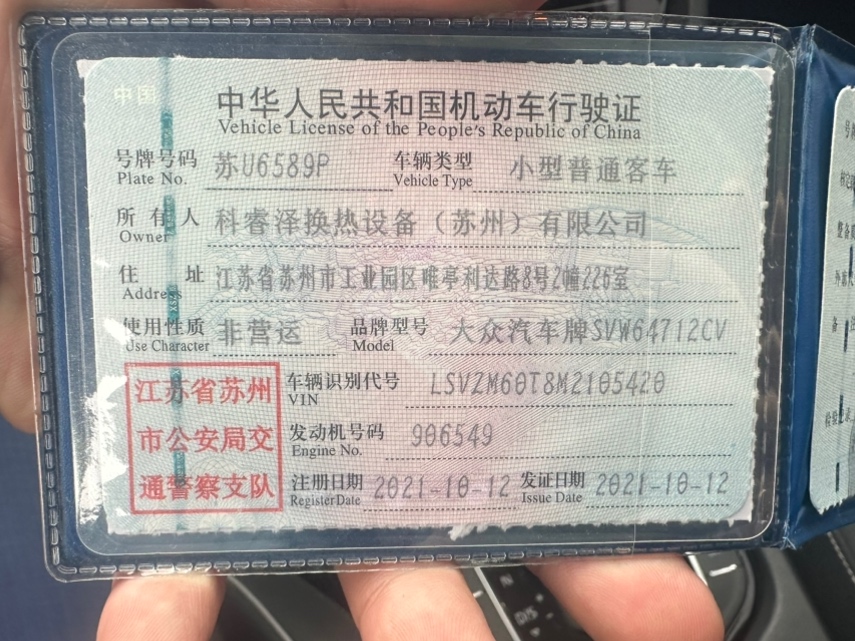 中国
中华人民共和国机动车行驶证
Vehicle License of the People's Republic of China
号牌号码 苏U6589P 车辆类型 小型普通客车
Plate No. Vehicle Type
所有人 科睿泽换热设备（苏州）有限公司
Owner
住址 江苏省苏州市工业园区唯亭利达路8号2幢226室
Address
使用性质 非营运 品牌型号 大众汽车牌SVW64712CV
Use Character Model
江苏省苏州
市公安局交
通警察支队
车辆识别代号 LSVZM60T8M2105420
VIN
发动机号码 906549
Engine No.
注册日期 2021-10-12 发证日期 2021-10-12
Register Date Issue Date